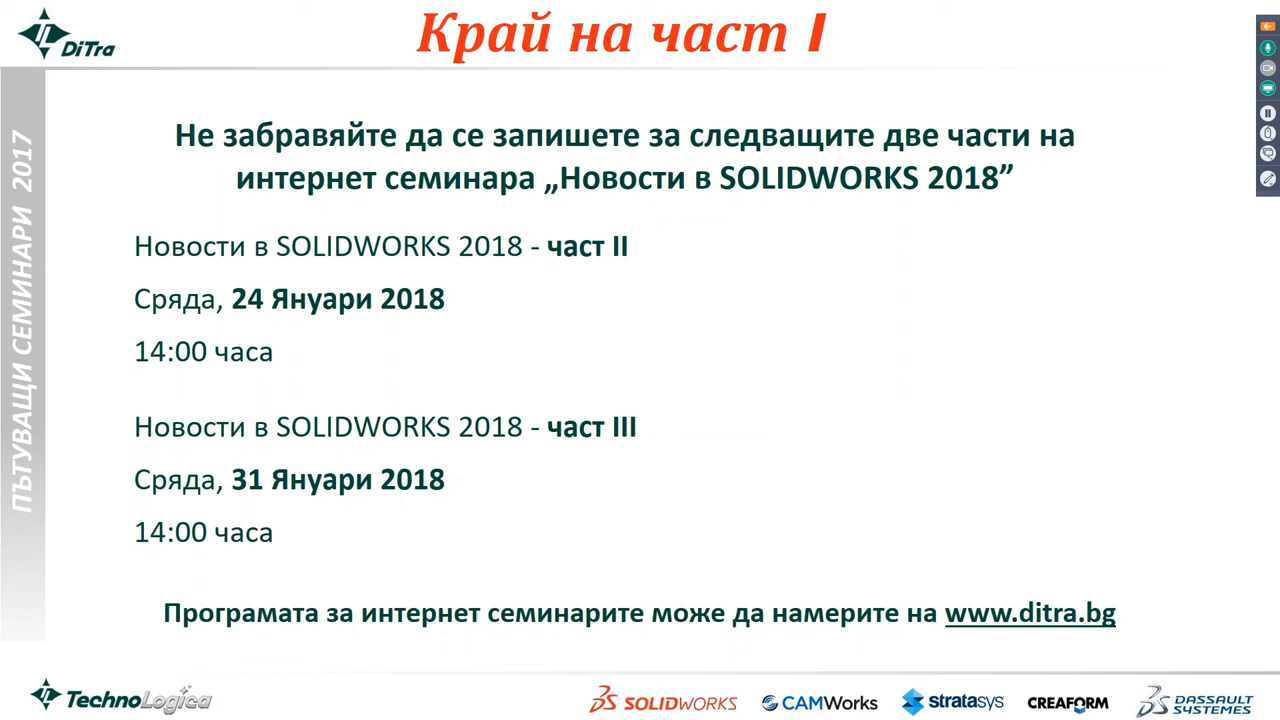 DiTra
Край на част I
ПЪТУВАЩИ СЕМИНАРИ 2017
Не забравяйте да се запишете за следващите две части на
интернет семинара „Новости в SOLIDWORKS 2018”
Новости в SOLIDWORKS 2018 - част II
Сряда, 24 Януари 2018
14:00 часа
Новости в SOLIDWORKS 2018 - част III
Сряда, 31 Януари 2018
14:00 часа
Програмата за интернет семинарите може да намерите на www.ditra.bg
TechnoLogica
SOLIDWORKS
CAMWorks
stratasys
CREAFORM
DASSAULT
SYSTEMES